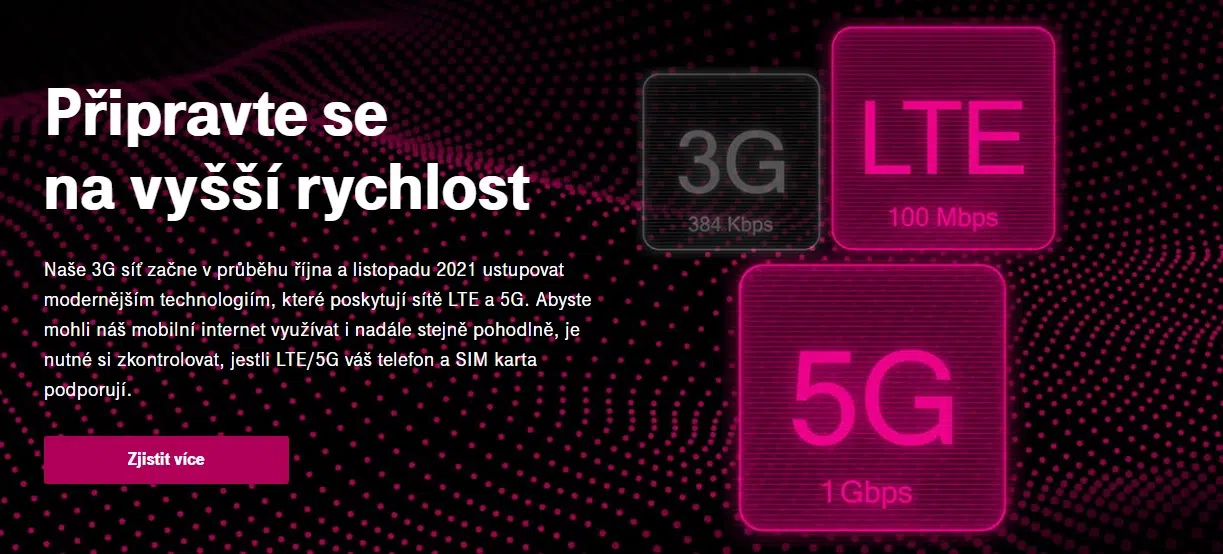 Připravte se
na vyšší rychlost
Naše 3G síť začne v průběhu října a listopadu 2021 ustupovat
modernějším technologiím, které poskytují sítě LTE a 5G. Abyste
mohli náš mobilní internet využívat i nadále stejně pohodlně, je
nutné si zkontrolovat, jestli LTE/5G váš telefon a SIM karta
podporují.
Zjistit více
3G
384 Kbps
LTE
100 Mbps
5G
1 Gbps